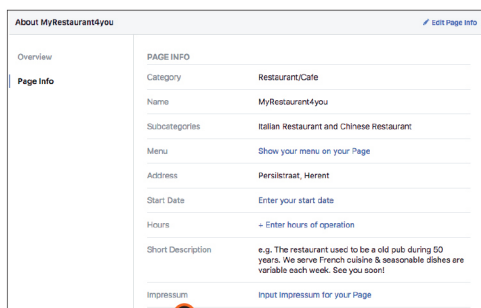 About MyRestaurant4you
Edit Page Info
Overview
Page Info
PAGE INFO
Category Restaurant/Cafe
Name MyRestaurant4you
Subcategories Italian Restaurant and Chinese Restaurant
Menu Show your menu on your Page
Address Persilstraat, Herent
Start Date Enter your start date
Hours + Enter hours of operation
Short Description e.g. The restaurant used to be a old pub during 50
years. We serve French cuisine & seasonable dishes are
variable each week. See you soon!
Impressum Input Impressum for your Page